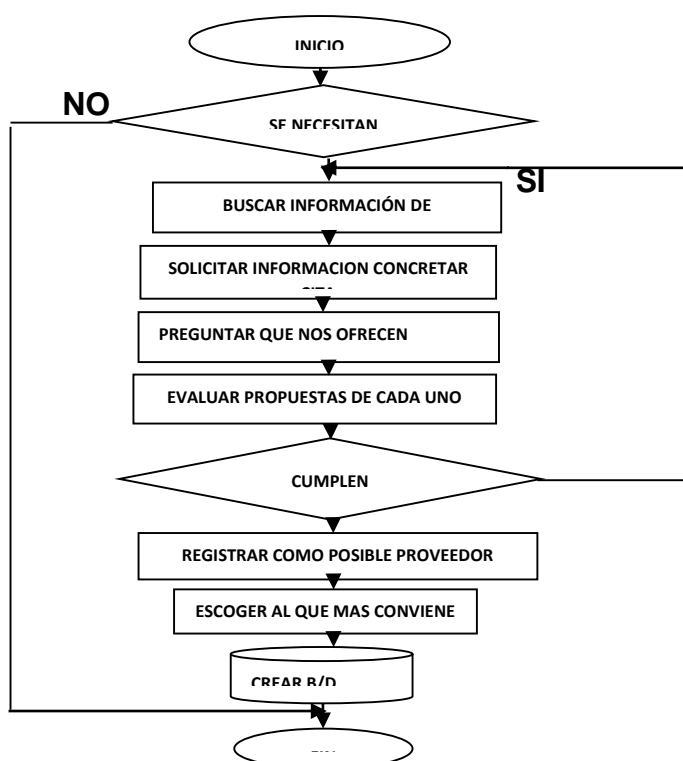 INICIO
NO
SE NECESITAN
SI
BUSCAR INFORMACIÓN DE
SOLICITAR INFORMACION CONCRETAR
PREGUNTAR QUE NOS OFRECEN
EVALUAR PROPUESTAS DE CADA UNO
CUMPLEN
REGISTRAR COMO POSIBLE PROVEEDOR
ESCOGER AL QUE MAS CONVIENE
CREAR B/D